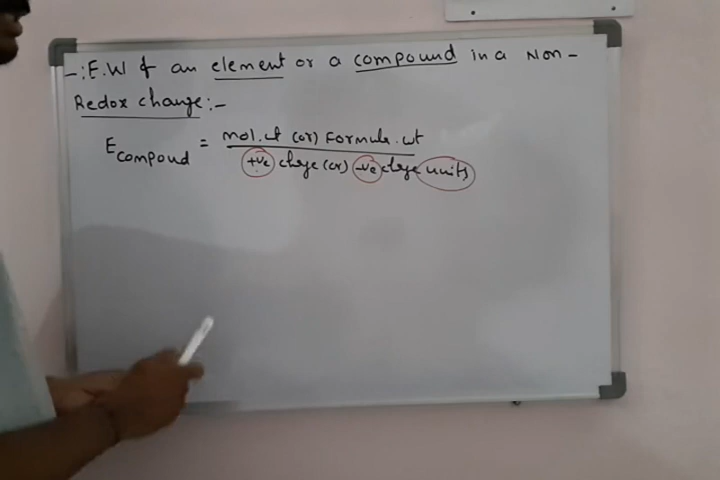 -: E.W of an element or a compound in a Non-
Redox change:-
E compound = mol.wt (or) Formula.wt
+ve charge (or) -ve charge units